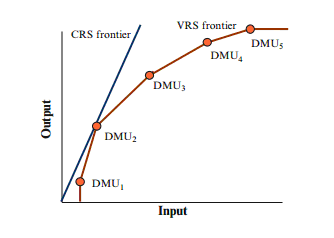 CRS frontier
VRS frontier
DMU₅
DMU₄
DMU₃
DMU₂
DMU₁
Output
Input